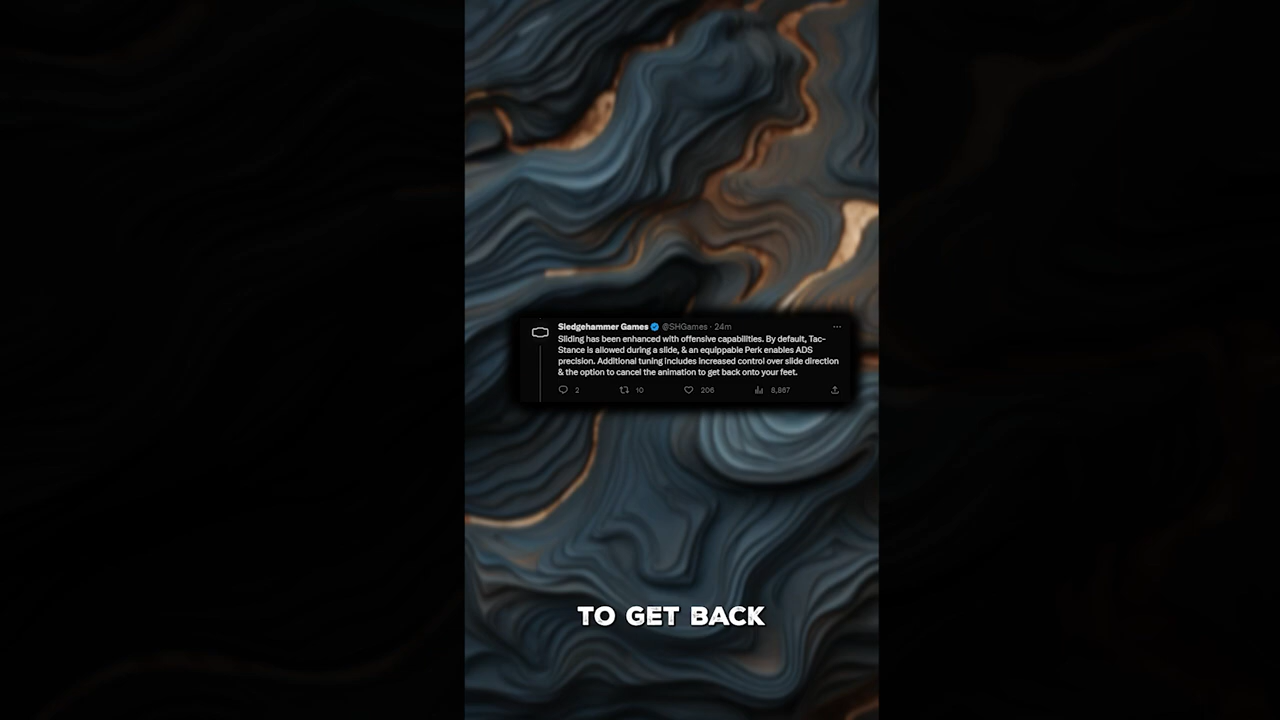 Sledgehammer Games @SHGames · 24m
Sliding has been enhanced with offensive capabilities. By default, Tac-
Stance is allowed during a slide, & an equippable Perk enables ADS
precision. Additional tuning includes increased control over slide direction
& the option to cancel the animation to get back onto your feet.
2 10 206 8,867
TO GET BACK